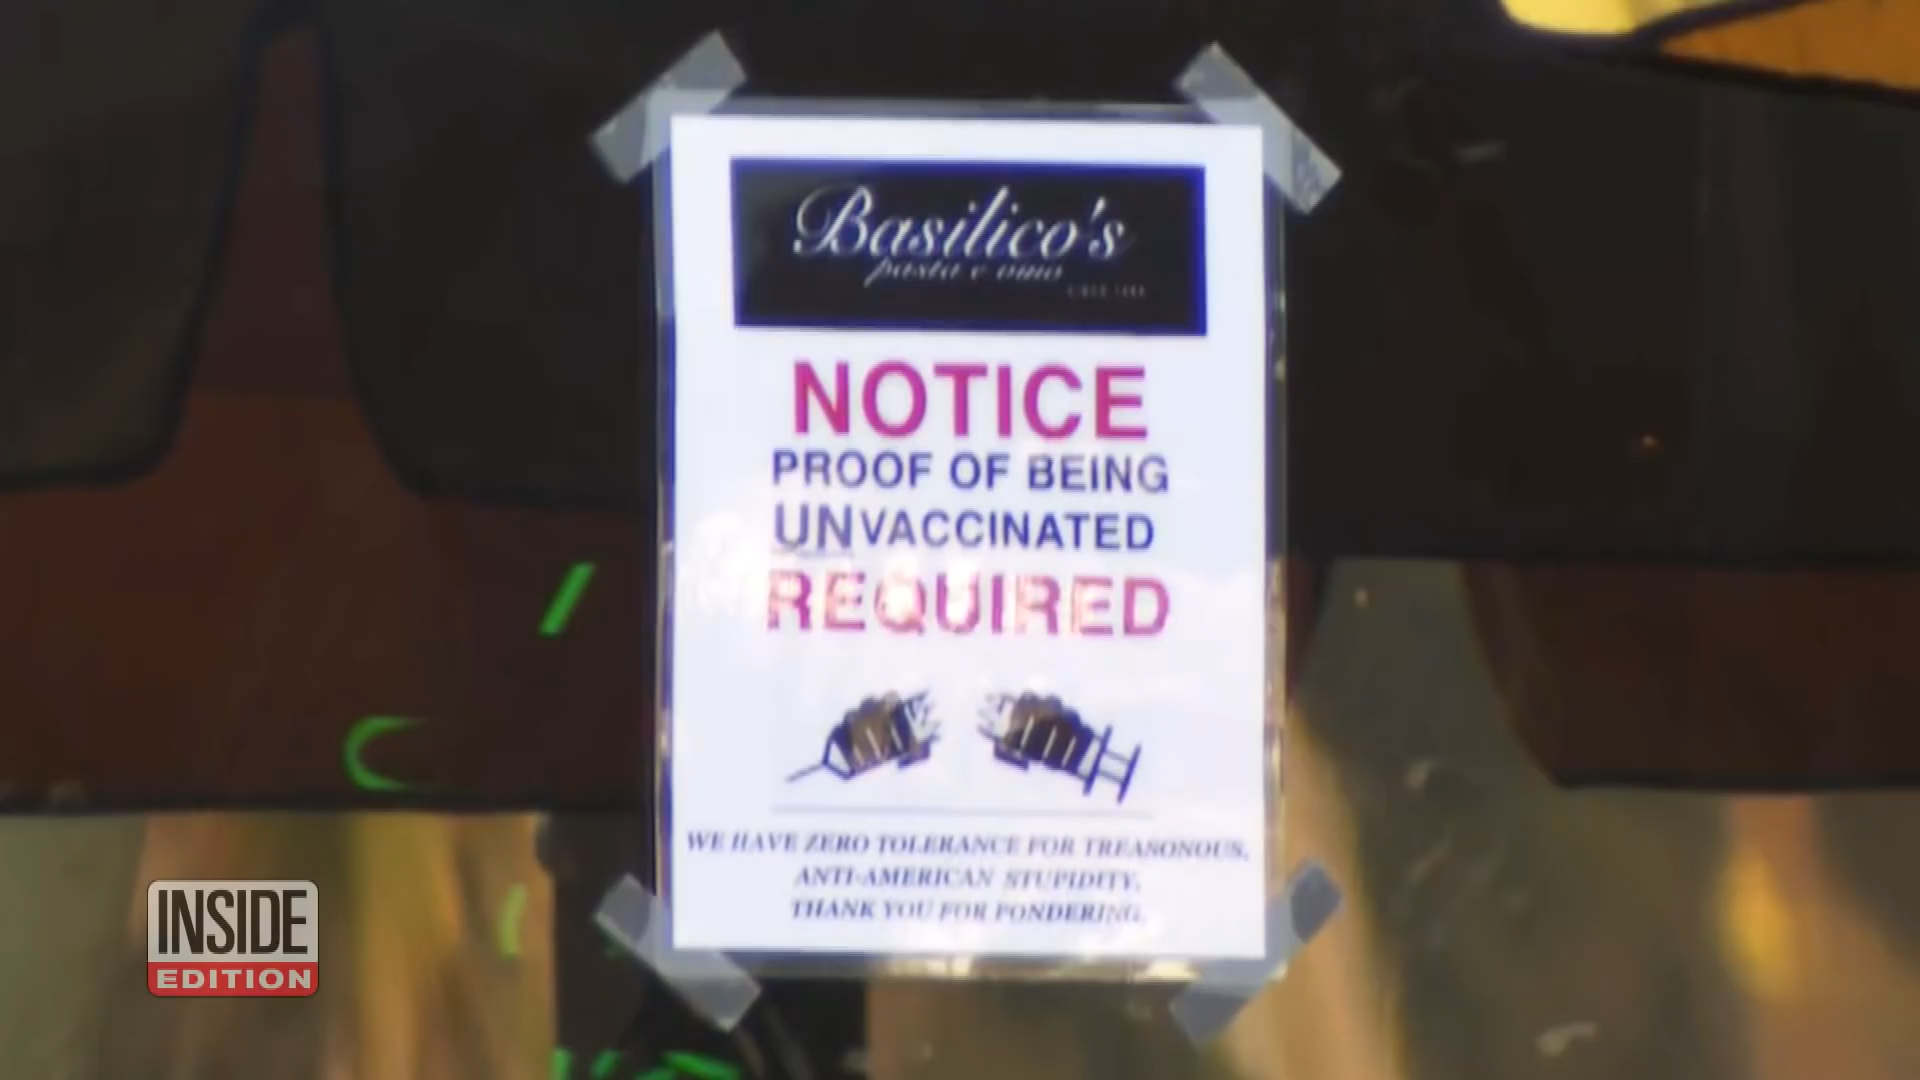 Basilico's
pasta e vino
NOTICE
PROOF OF BEING
UNVACCINATED
REQUIRED
WE HAVE ZERO TOLERANCE FOR TREASONOUS,
ANTI-AMERICAN STUPIDITY.
THANK YOU FOR PONDERING.
INSIDE
EDITION